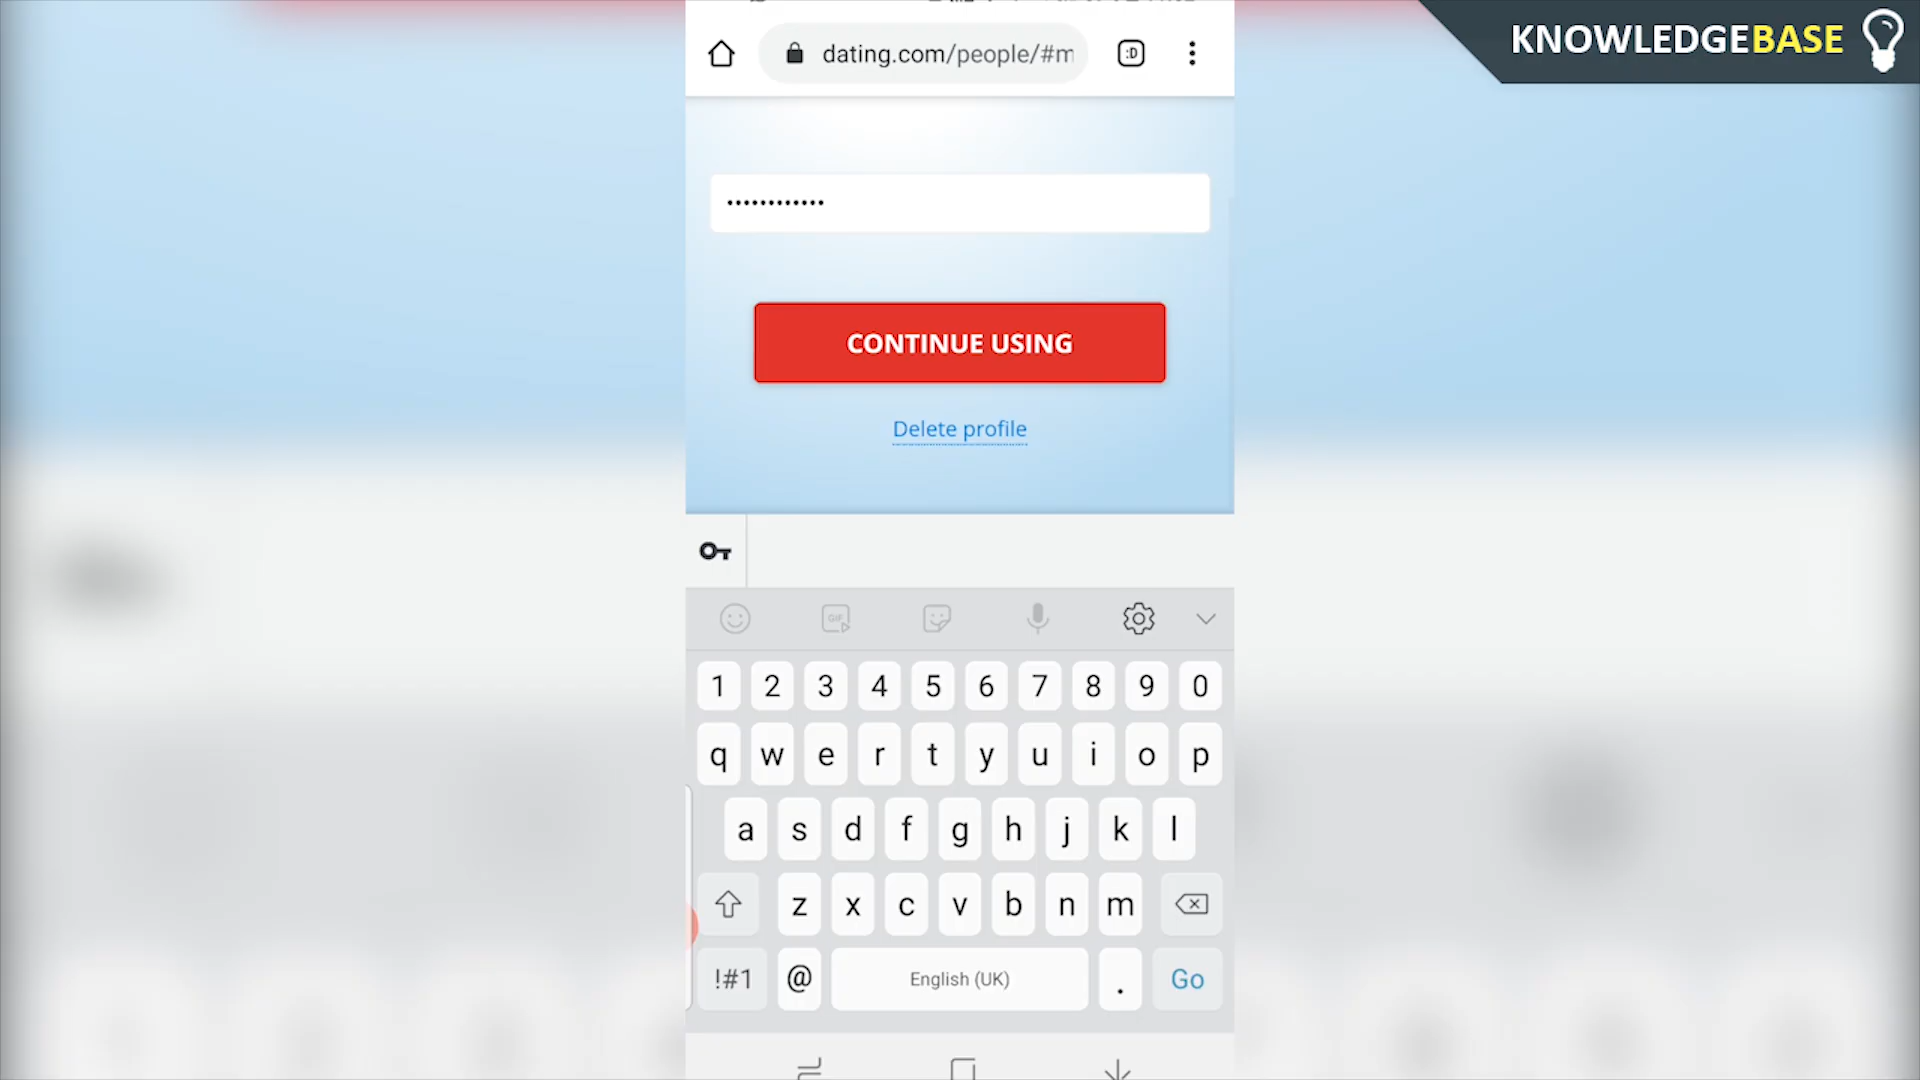 KNOWLEDGEBASE
dating.com/people/#m
:D
••••••••••••
CONTINUE USING
Delete profile
GIF
1 2 3 4 5 6 7 8 9 0
q w e r t y u i o p
a s d f g h j k l
z x c v b n m
!#1 @ English (UK) . Go